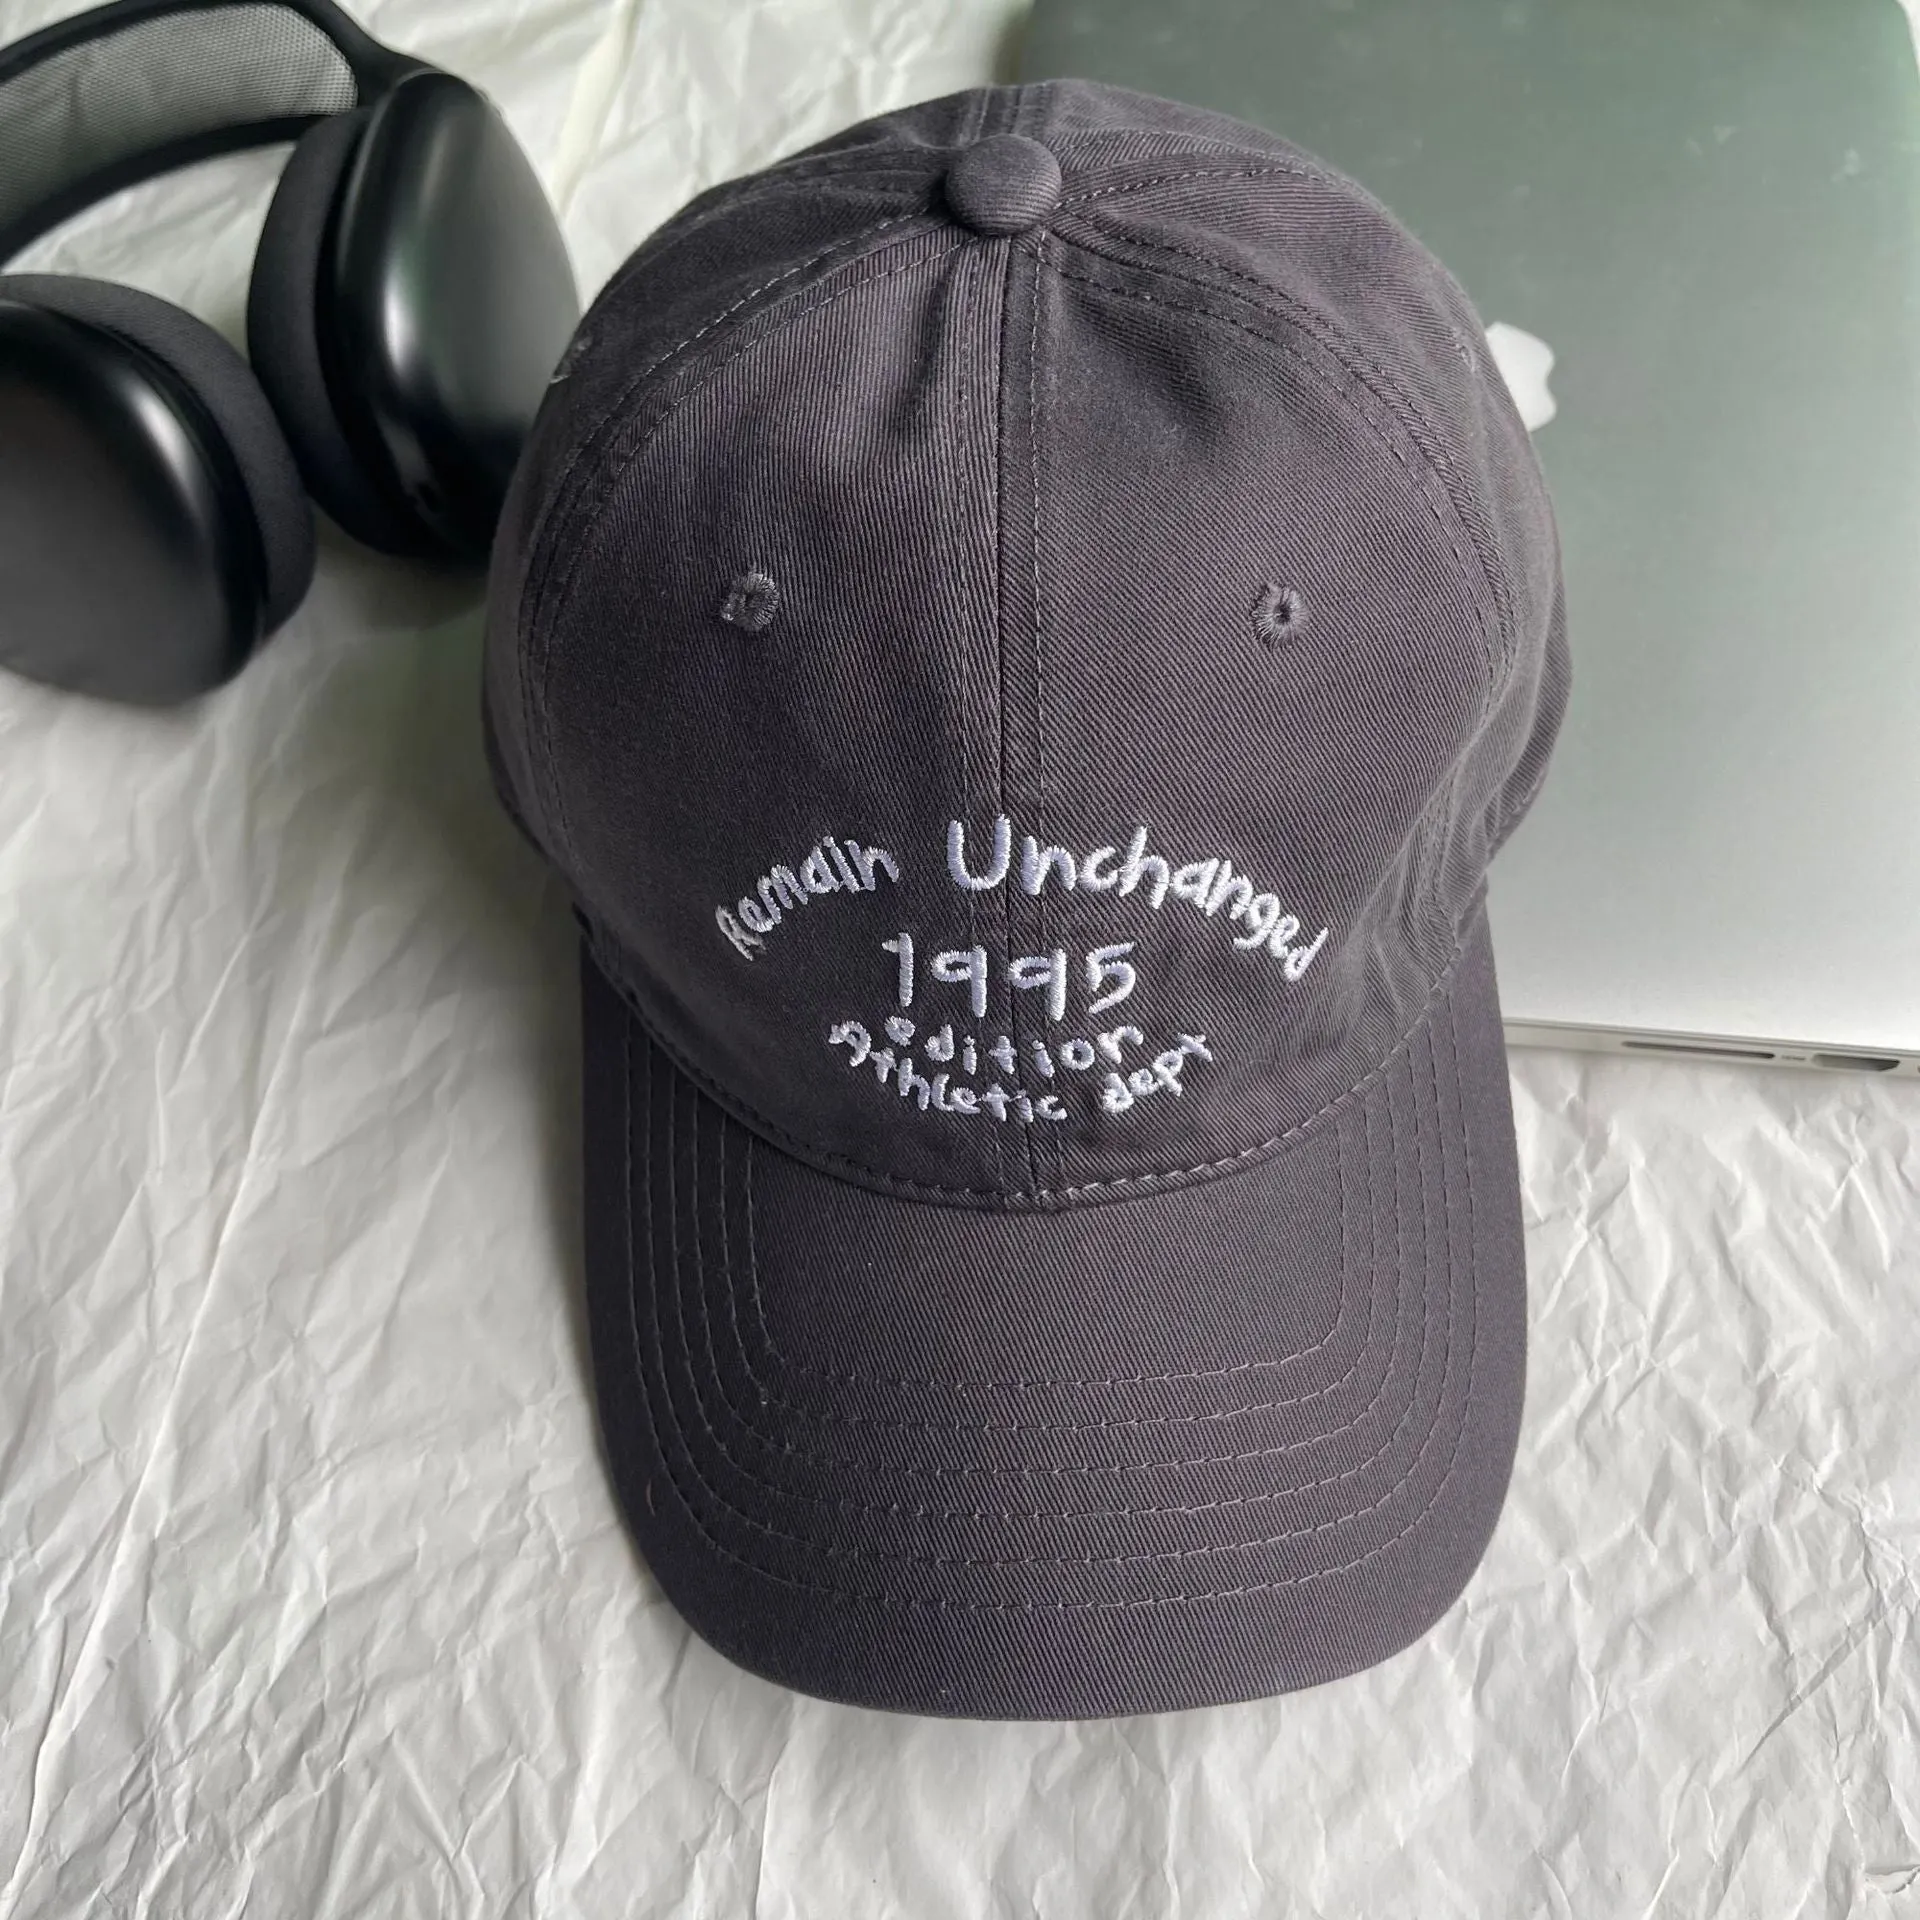 Remain Unchanged
1995
edition
Athletic dept